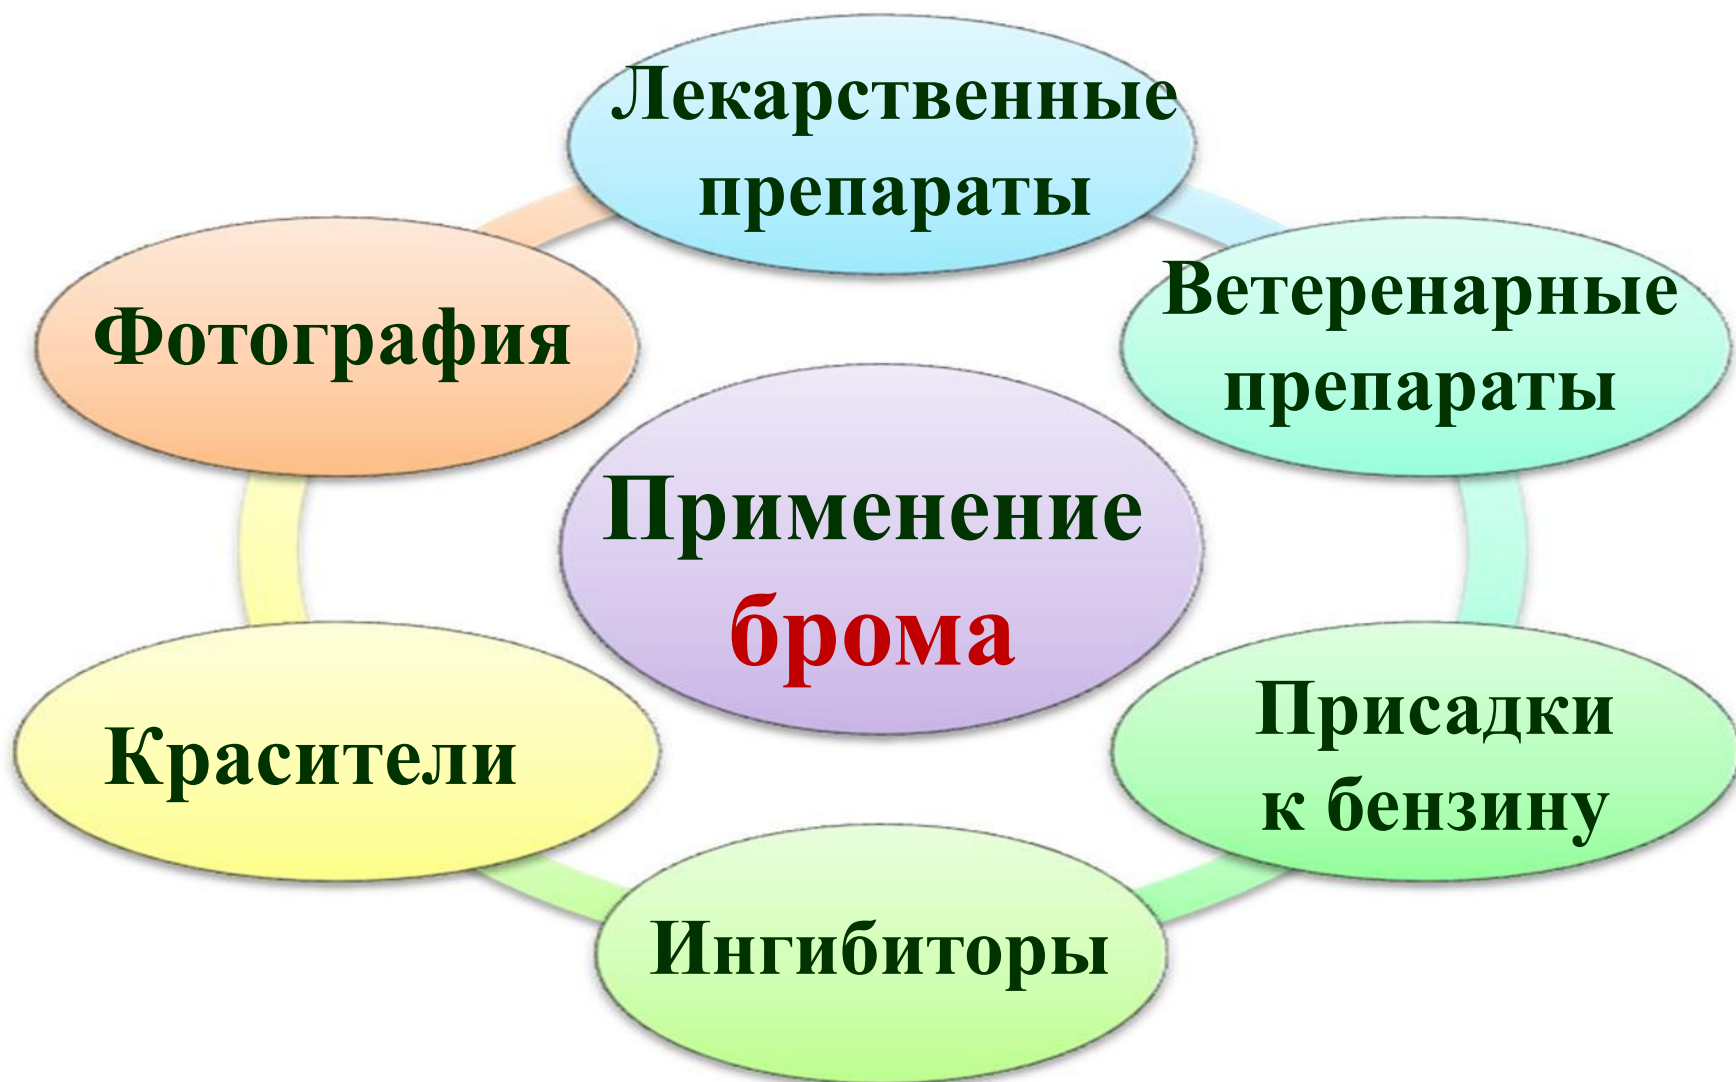 Лекарственные
препараты
Ветеренарные
препараты
Фотография
Применение
брома
Присадки
к бензину
Красители
Ингибиторы